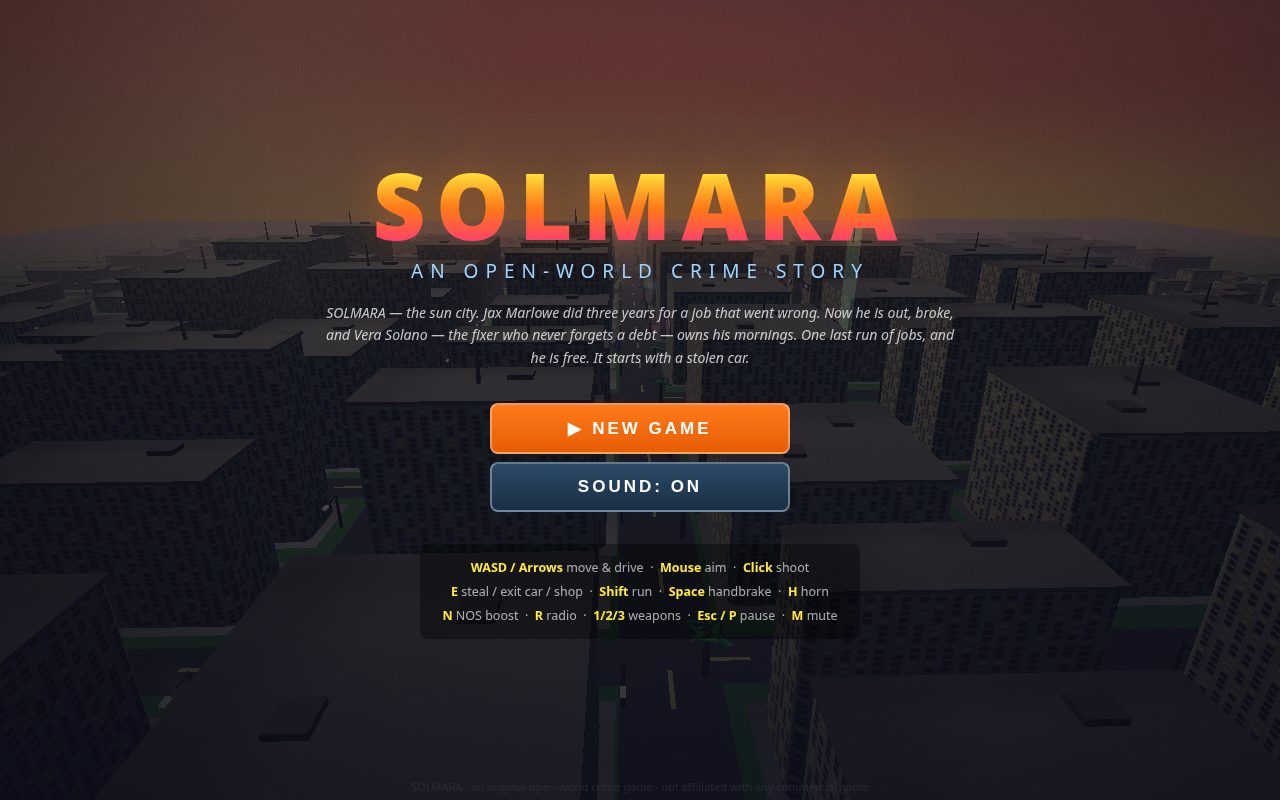 SOLMARA
AN OPEN-WORLD CRIME STORY
SOLMARA — the sun city. Jax Marlowe did three years for a job that went wrong. Now he is out, broke,
and Vera Solano — the fixer who never forgets a debt — owns his mornings. One last run of jobs, and
he is free. It starts with a stolen car.
▶ NEW GAME
SOUND: ON
WASD / Arrows move & drive · Mouse aim · Click shoot
E steal / exit car / shop · Shift run · Space handbrake · H horn
N NOS boost · R radio · 1/2/3 weapons · Esc / P pause · M mute
SOLMARA · an original open-world crime game · not affiliated with any commercial game